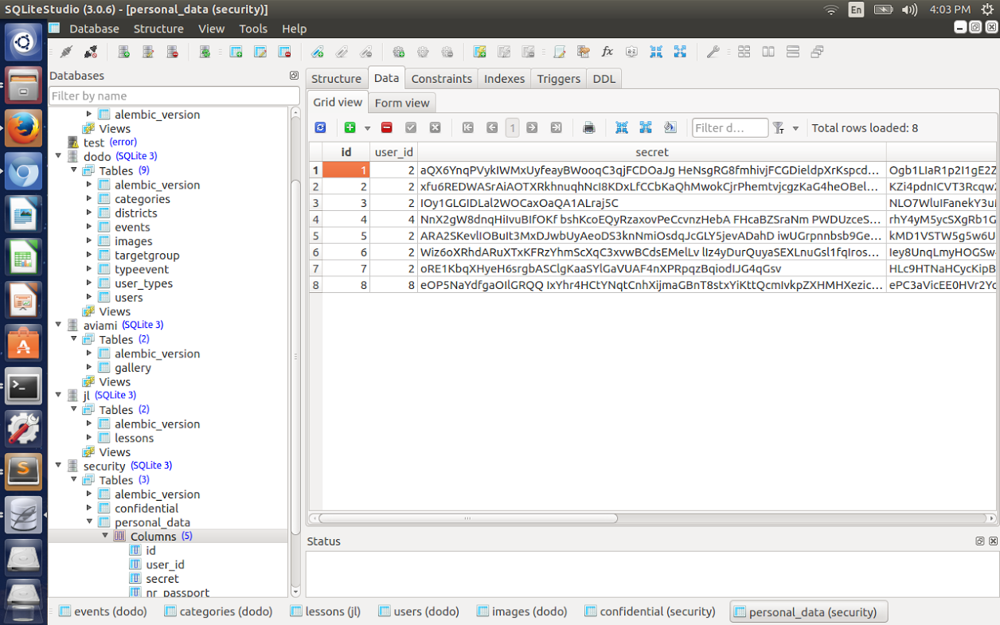 SQLiteStudio (3.0.6) - [personal_data (security)]
En
4:03 PM
Database Structure View Tools Help
Databases
Filter by name
alembic_version
Views
test (error)
dodo (SQLite 3)
Tables (9)
alembic_version
categories
districts
events
images
targetgroup
typeevent
user_types
users
Views
aviami (SQLite 3)
Tables (2)
alembic_version
gallery
Views
jl (SQLite 3)
Tables (2)
alembic_version
lessons
Views
security (SQLite 3)
Tables (3)
alembic_version
confidential
personal_data
Columns (5)
id
user_id
secret
nr_passport
Structure Data Constraints Indexes Triggers DDL
Grid view Form view
1 Filter d... Total rows loaded: 8
id user_id secret
1 1 2 aQX6YnqPVykIWMxUyfeayBWooqC3qjFCDOaJg HeNsgRG8fmhivjFCGDieldpXrKspcd... Ogb1LIaR1p2I1gE2Z
2 2 2 xfu6REDWASrAiAOTXRkhnuqhNcI8KDxLfCCbKaQhMwokCjrPhemtvjcgzKaG4heOBel... KZi4pdnICVT3Rcqw
3 3 2 IOy1GLGIDLal2WOCaxOaQA1ALraj5C NLO7WluIFanekY3u
4 4 4 NnX2gW8dnqHiIvuBIfOKf bshKcoEQyRzaxovPeCcvnzHebA FHcaBZSraNm PWDUzceS... rhY4yM5ycSXgRb1G
5 5 2 ARA2SKevlIOBuIt3MxDJwbUyAeoDS3knNmiOsdqJcGLY5jevADahD iwUGrpnnbsb9Ge... kMD1VSTW5g5w6U
6 6 2 Wiz6oXRhdARuXTxKFRzYhmScXqC3xvwBCdsEMelLv lIz4yDurQuyaSEXLnuGsl1fqIros... Iey8UnqLmyHOGSw
7 7 2 oRE1KbqXHyeH6srgbASClgKaaSYlGaVUAF4nXPRpqzBqiodIJG4qGsv HLc9HTNaHCycKipB
8 8 8 eOP5NaYdfgaOIlGRQQ IxYhr4HCtYNqtCnhXijmaGBnT8stxYiKttQcmIvkpZXHMHXezic... ePC3aVicEE0HVr2Yc
Status
events (dodo) categories (dodo) lessons (jl) users (dodo) images (dodo) confidential (security) personal_data (security)